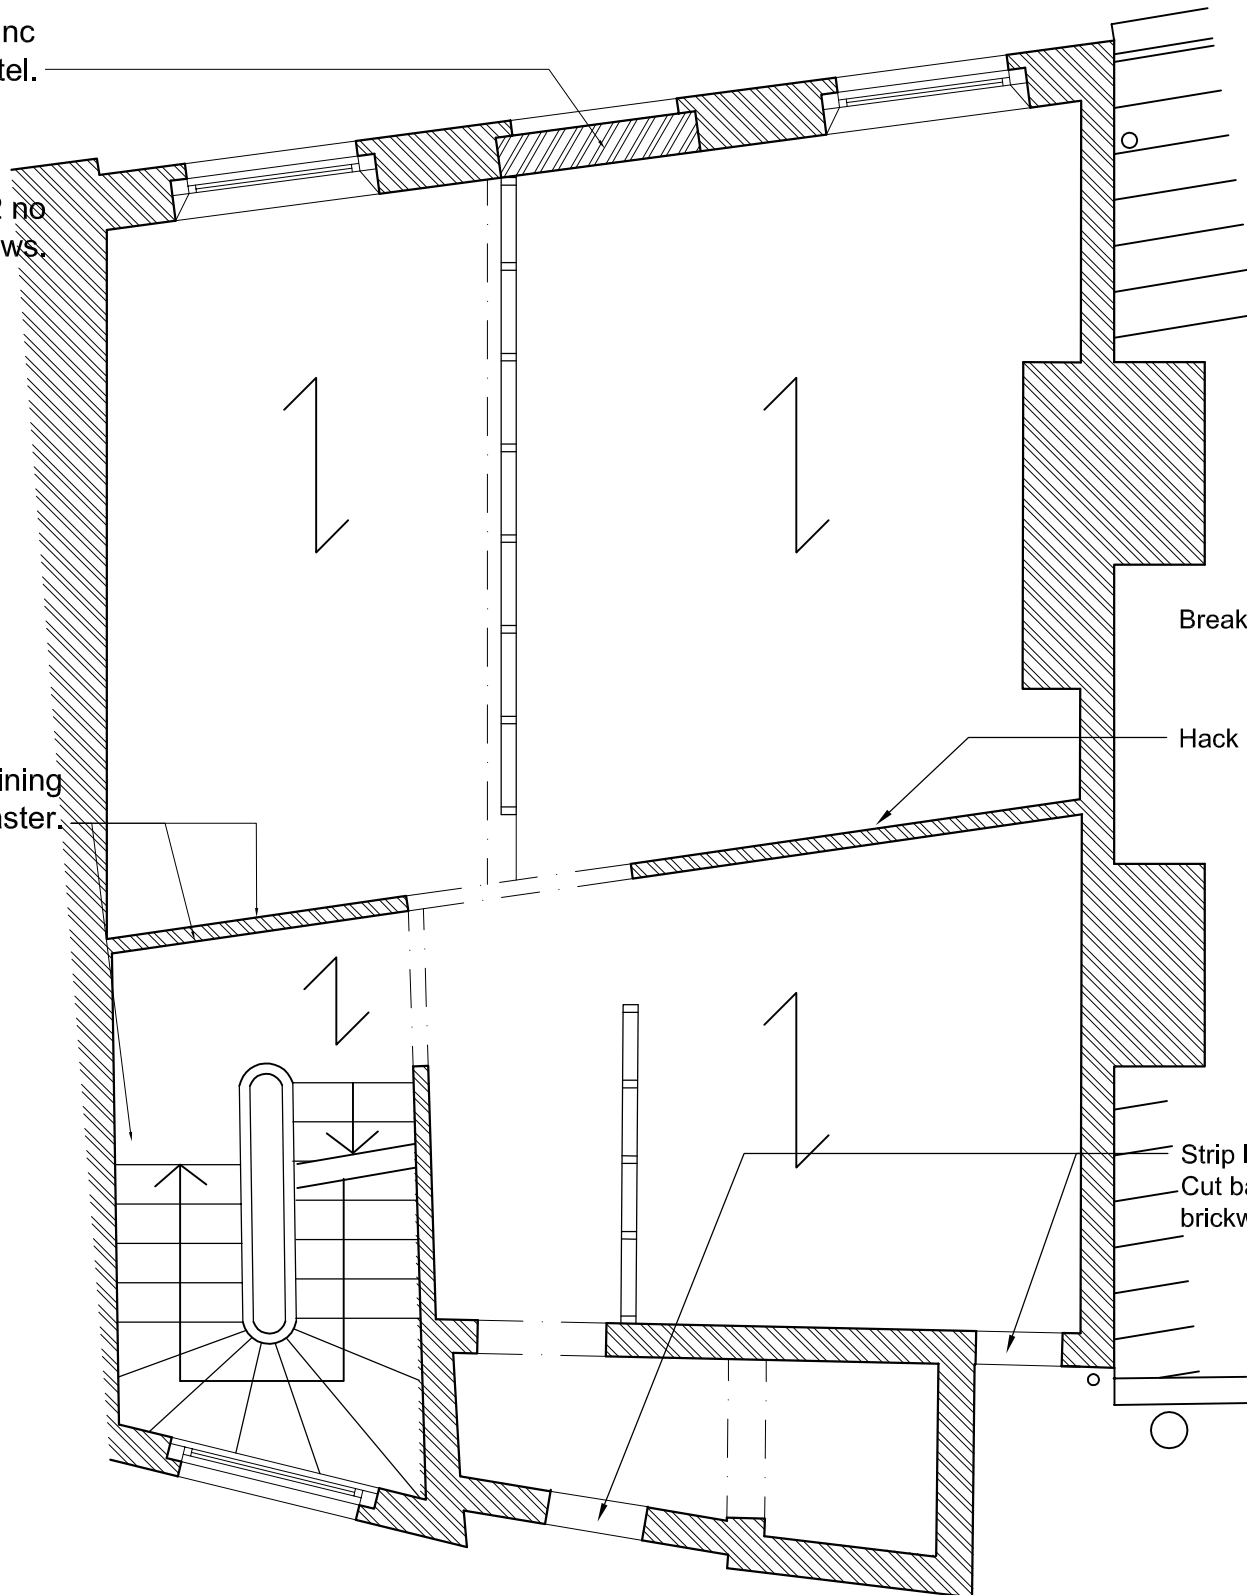 nc
tel.
2 no
ws.
ining
aster.
Break
Hack
Strip
Cut ba
brickw